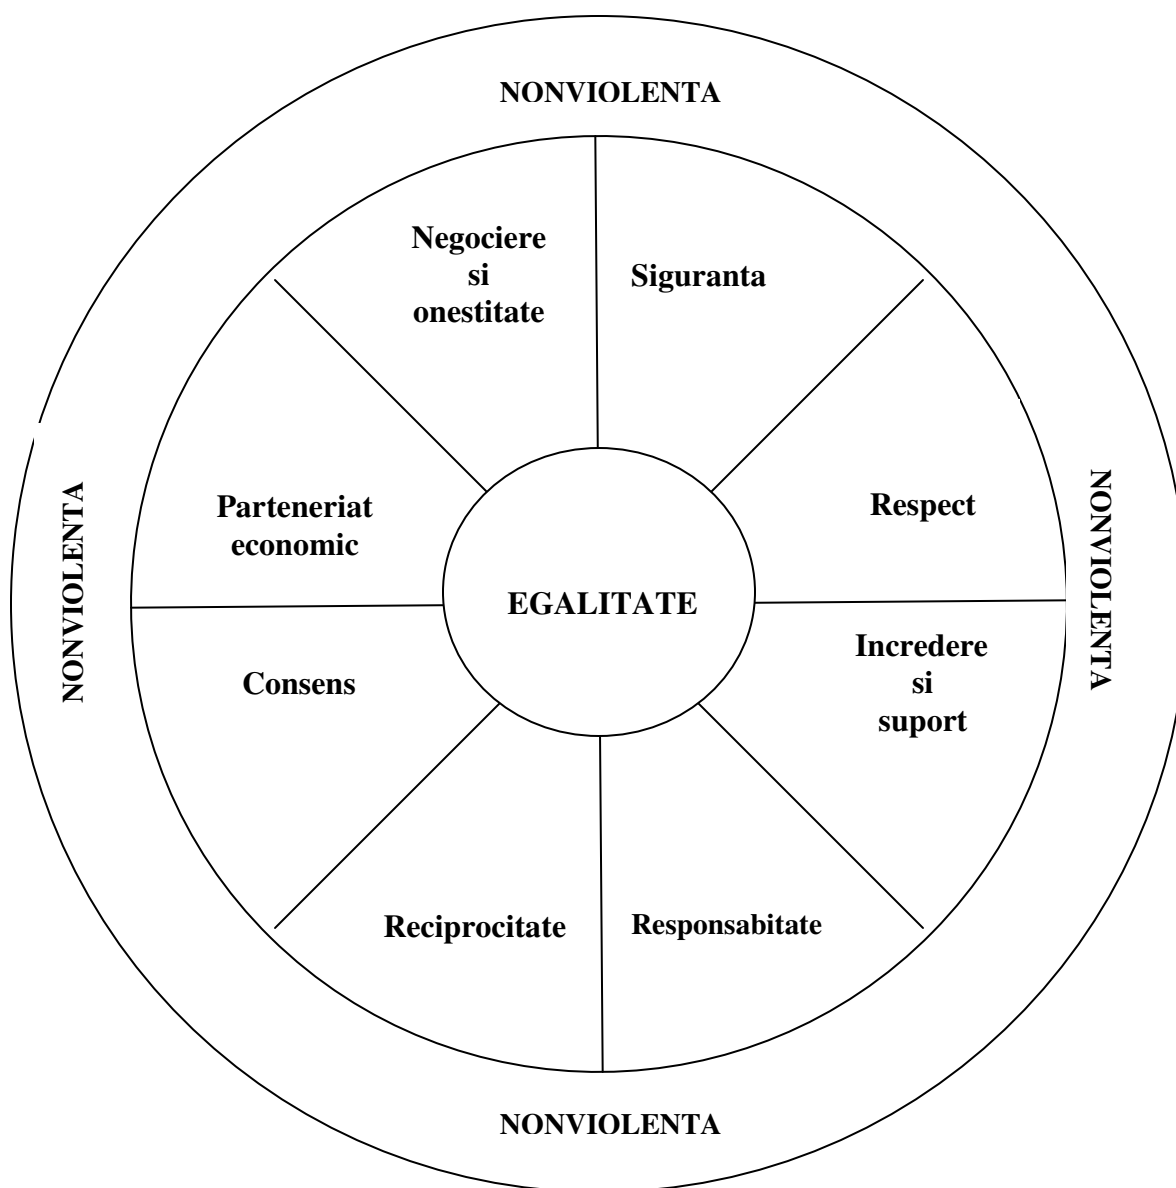 NONVIOLENTA
Negociere
si
onestitate
Siguranta
Parteneriat
economic
Respect
NONVIOLENTA
NONVIOLENTA
EGALITATE
Consens
Incredere
si
suport
Reciprocitate
Responsabitate
NONVIOLENTA